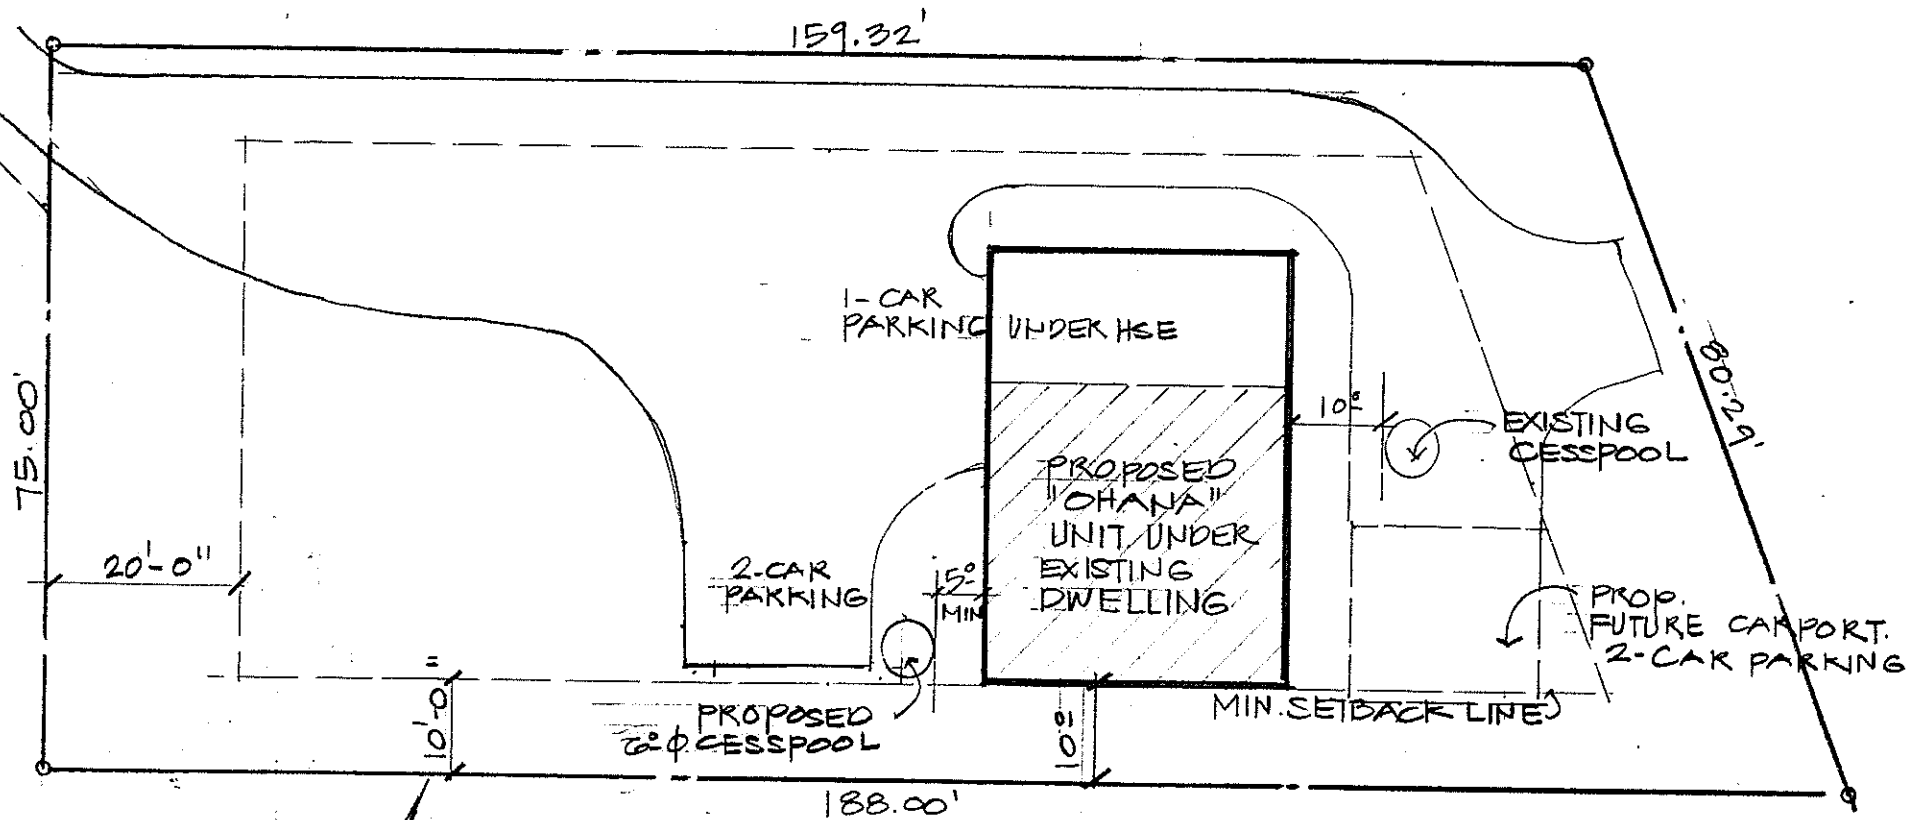 159.32'
1-CAR
PARKING UNDER HSE
75.00'
80.29'
10'-0"
EXISTING
CESSPOOL
PROPOSED
"OHANA"
UNIT UNDER
EXISTING
DWELLING
20'-0"
2-CAR
PARKING
5'-0"
MIN
PROP.
FUTURE CARPORT.
2-CAR PARKING
10'-0"
PROPOSED
CESSPOOL
10'-0"
MIN. SETBACK LINE
188.00'